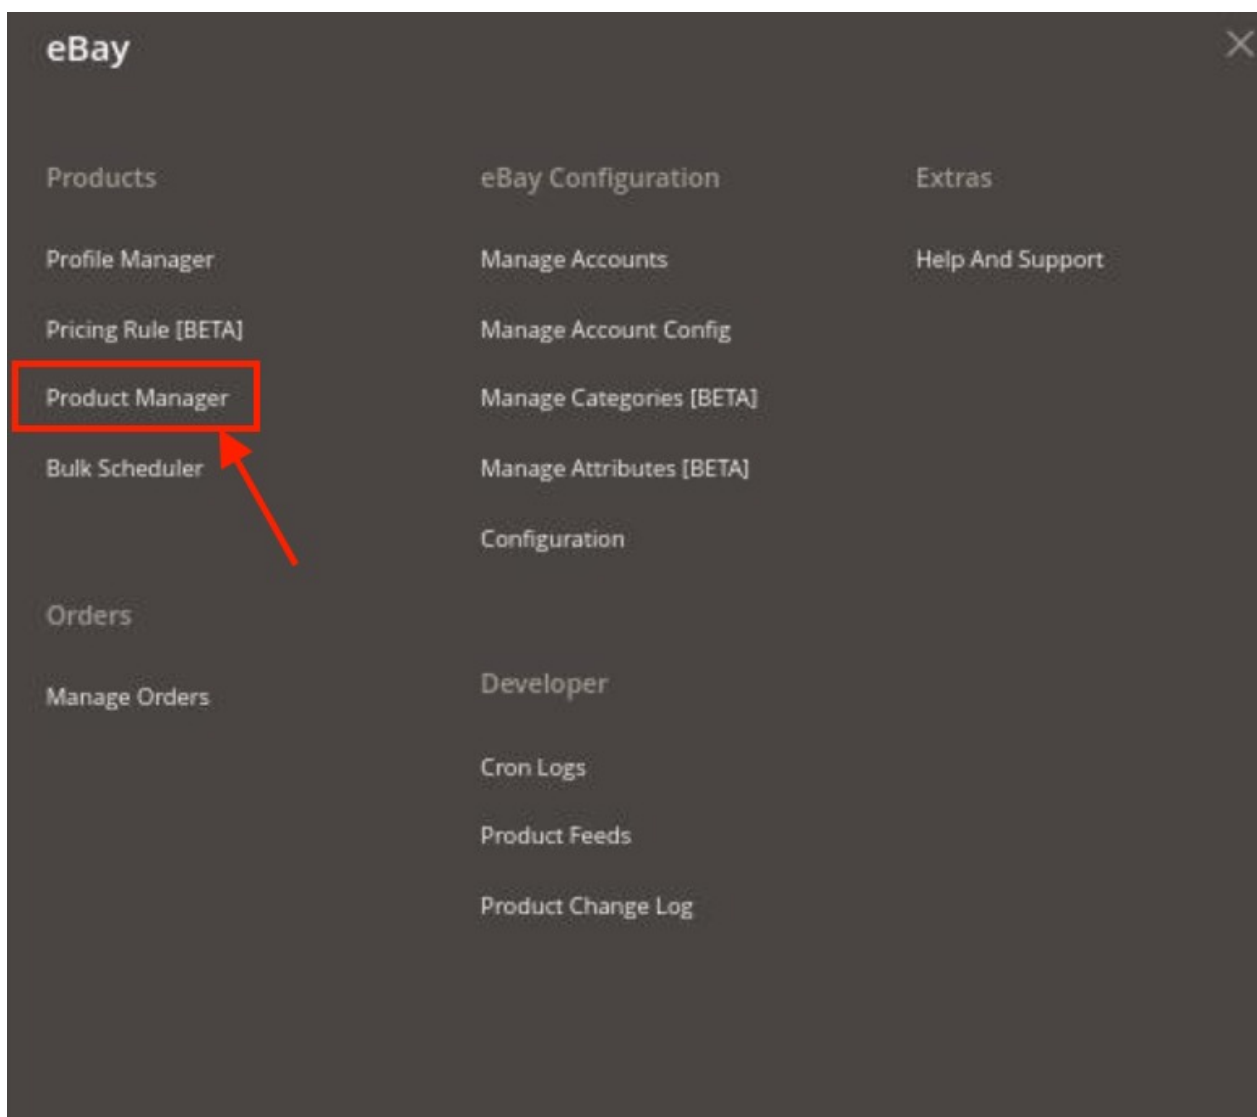 eBay
Products
Profile Manager
Pricing Rule [BETA]
Product Manager
Bulk Scheduler
Orders
Manage Orders
eBay Configuration
Manage Accounts
Manage Account Config
Manage Categories [BETA]
Manage Attributes [BETA]
Configuration
Developer
Cron Logs
Product Feeds
Product Change Log
Extras
Help And Support